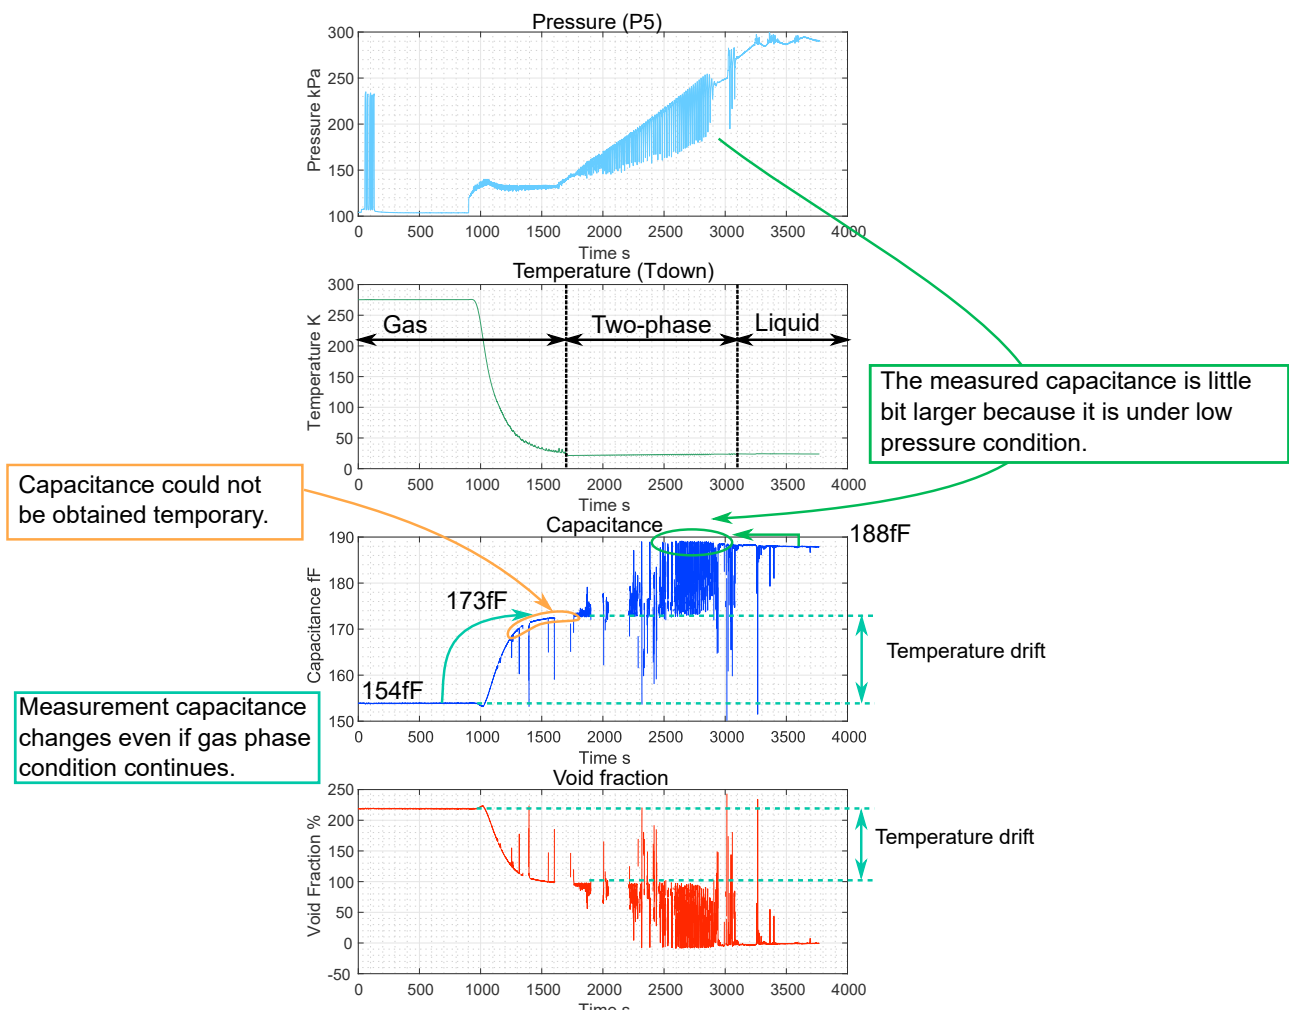 Pressure (P5)
300
250
200
150
100
Pressure kPa
0 500 1000 1500 2000 2500 3000 3500 4000
Time s
Temperature (Tdown)
300
250
200
150
100
50
0
Temperature K
Gas
Two-phase
Liquid
0 500 1000 1500 2000 2500 3000 3500 4000
Time s
The measured capacitance is little
bit larger because it is under low
pressure condition.
Capacitance could not
be obtained temporary.
Capacitance
190
180
170
160
150
Capacitance fF
188fF
173fF
154fF
Temperature drift
0 500 1000 1500 2000 2500 3000 3500 4000
Time s
Measurement capacitance
changes even if gas phase
condition continues.
Void fraction
250
200
150
100
50
0
-50
Void Fraction %
Temperature drift
0 500 1000 1500 2000 2500 3000 3500 4000
Time s